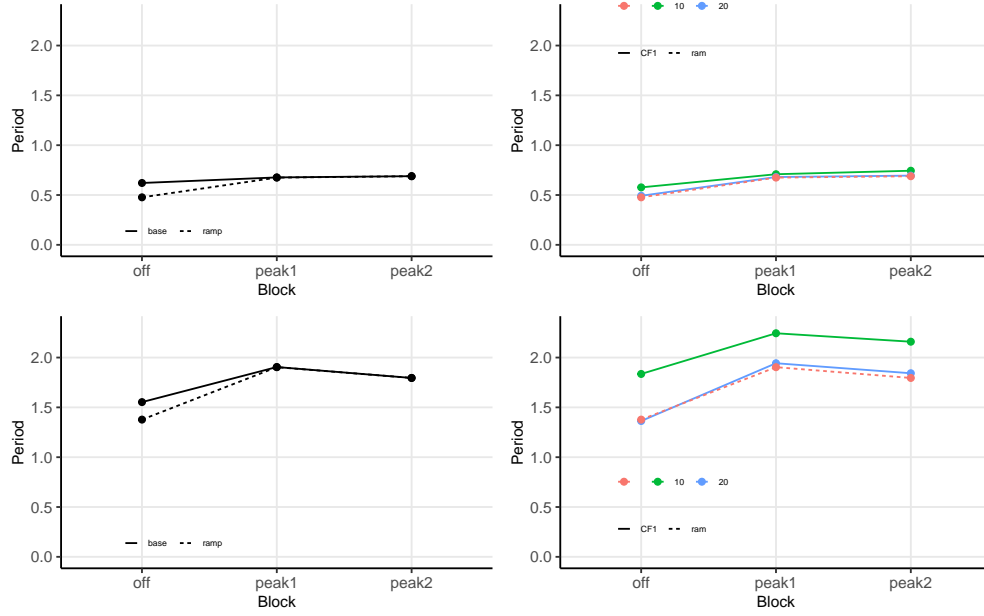 2.0
1.5
1.0
0.5
0.0
Period
base ramp
off peak1 peak2
Block
10 20
2.0
CF1 ram
1.5
1.0
0.5
0.0
Period
off peak1 peak2
Block
2.0
1.5
1.0
0.5
0.0
Period
base ramp
off peak1 peak2
Block
2.0
1.5
1.0
10 20
0.5
CF1 ram
0.0
Period
off peak1 peak2
Block